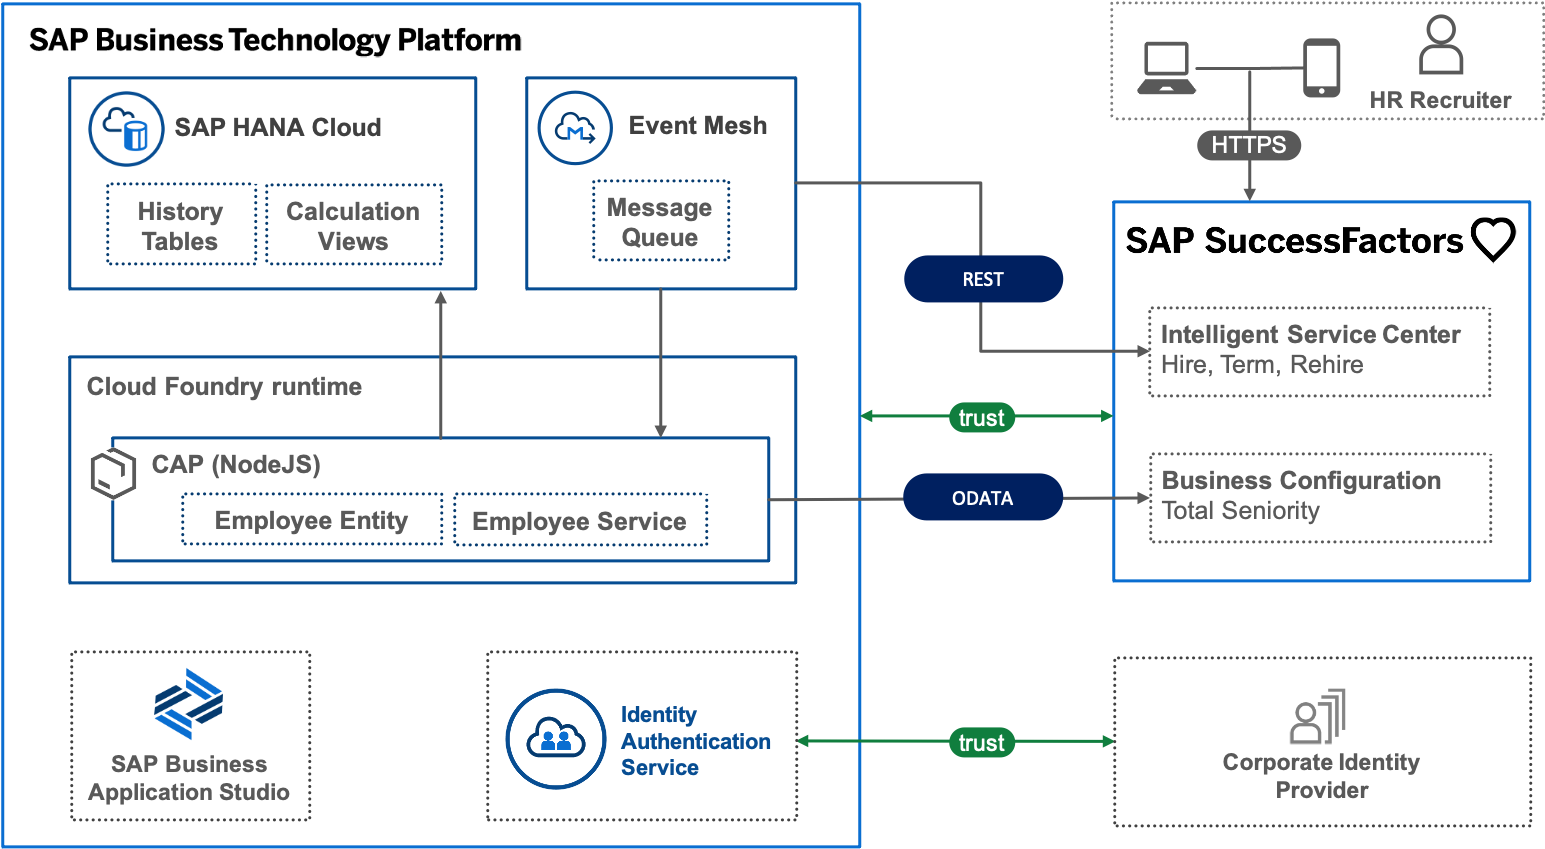 SAP Business Technology Platform
SAP HANA Cloud
History
Tables
Calculation
Views
Event Mesh
Message
Queue
Cloud Foundry runtime
CAP (NodeJS)
Employee Entity
Employee Service
SAP Business
Application Studio
Identity
Authentication
Service
REST
trust
ODATA
trust
HR Recruiter
HTTPS
SAP SuccessFactors
Intelligent Service Center
Hire, Term, Rehire
Business Configuration
Total Seniority
Corporate Identity
Provider